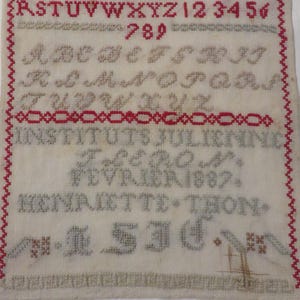 RSTUVWXYZ123456
789
ABCDEFGHIJ
KLMNOPQRS
TUVWXYZ
INSTITUTS JULIENNE
FEVRIER 1887.
HENRIETTE · THON.